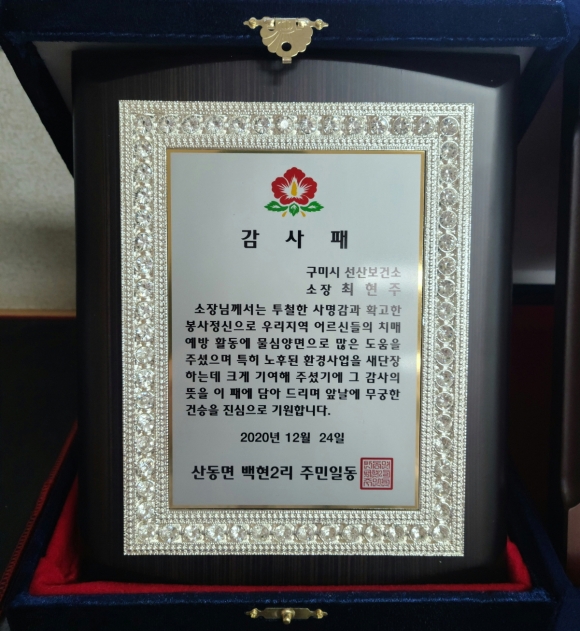 감 사 패
구미시 선산보건소
소장 최 현 주
소장님께서는 투철한 사명감과 확고한
봉사정신으로 우리지역 어르신들의 치매
예방 활동에 물심양면으로 많은 도움을
주셨으며 특히 노후된 환경사업을 새단장
하는데 크게 기여해 주셨기에 그 감사의
뜻을 이 패에 담아 드리며 앞날에 무궁한
건승을 진심으로 기원합니다.
2020년 12월 24일
산동면 백현2리 주민일동